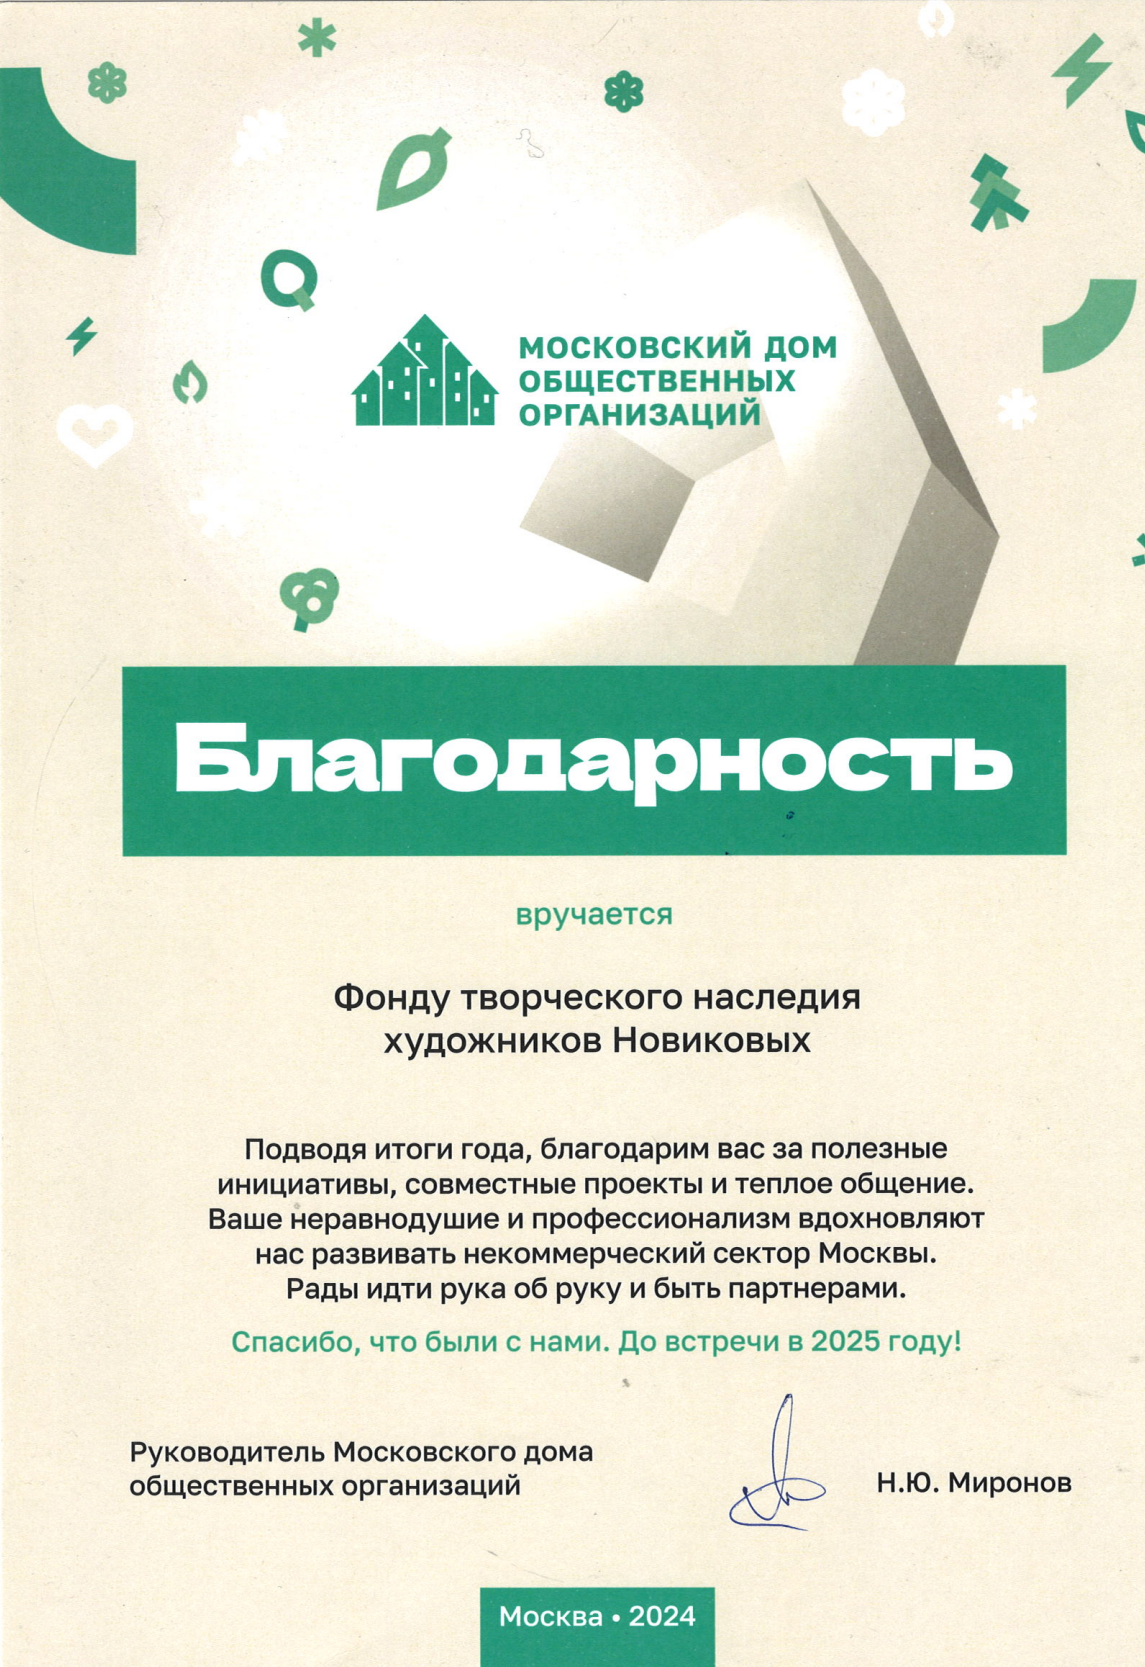 МОСКОВСКИЙ ДОМ
ОБЩЕСТВЕННЫХ
ОРГАНИЗАЦИЙ
Благодарность
вручается
Фонду творческого наследия
художников Новиковых
Подводя итоги года, благодарим вас за полезные
инициативы, совместные проекты и теплое общение.
Ваше неравнодушие и профессионализм вдохновляют
нас развивать некоммерческий сектор Москвы.
Рады идти рука об руку и быть партнерами.
Спасибо, что были с нами. До встречи в 2025 году!
Руководитель Московского дома
общественных организаций
Н.Ю. Миронов
Москва • 2024